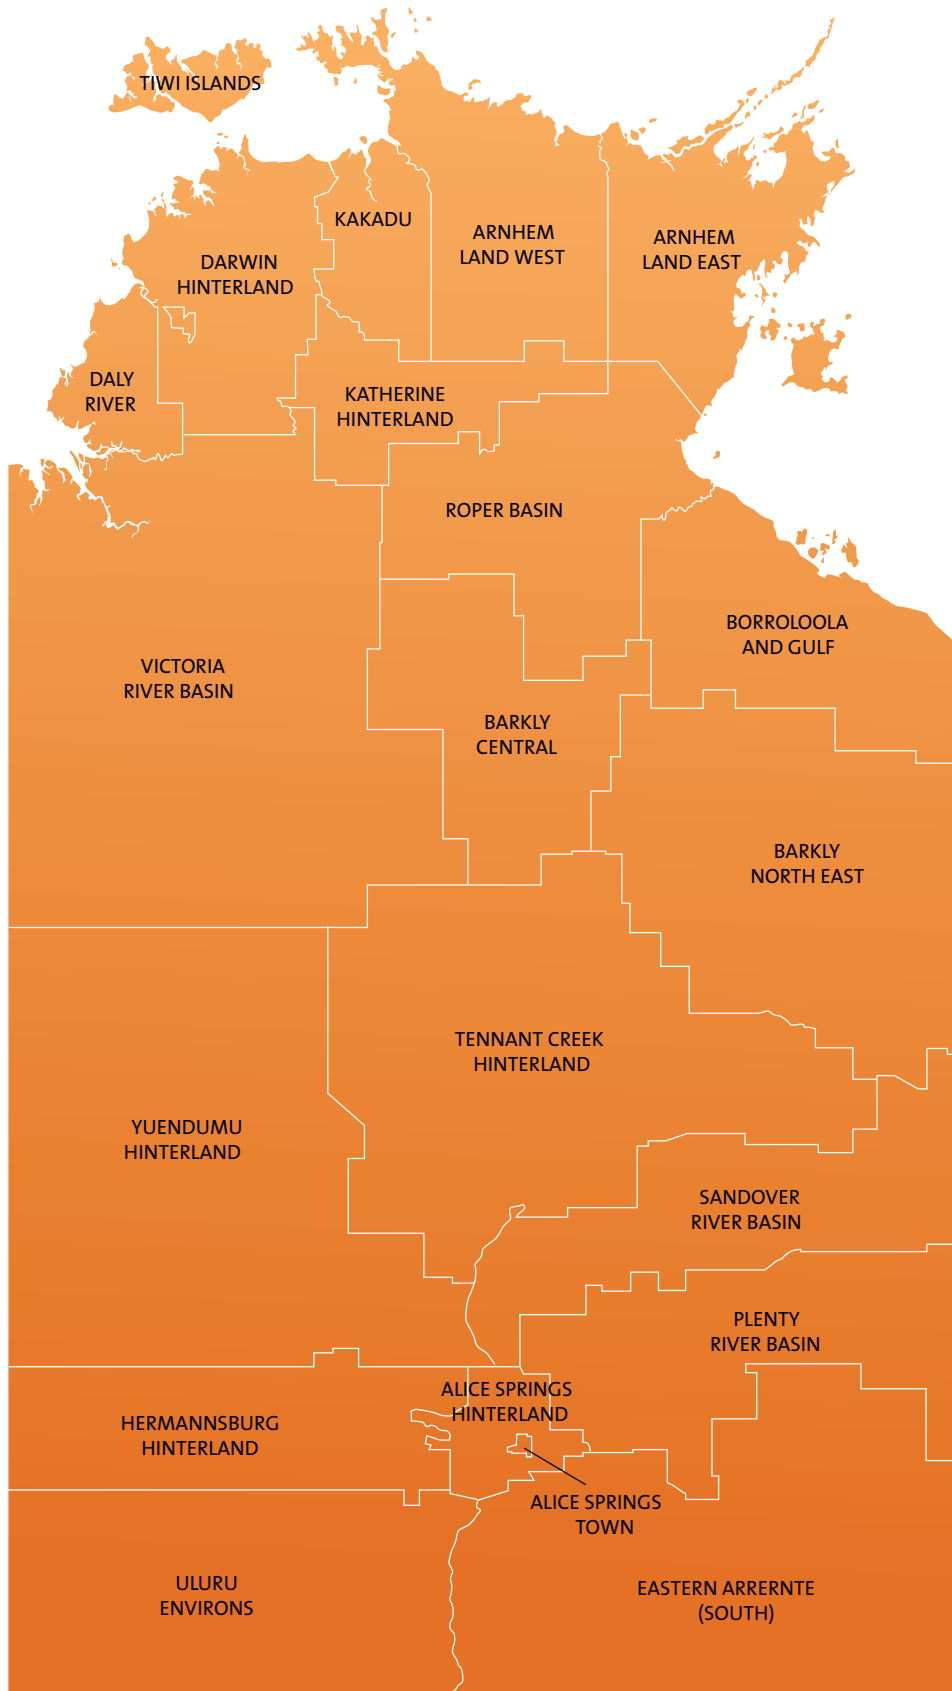 TIWI ISLANDS
KAKADU
ARNHEM
LAND WEST
ARNHEM
LAND EAST
DARWIN
HINTERLAND
DALY
RIVER
KATHERINE
HINTERLAND
ROPER BASIN
BORROLOOLA
AND GULF
VICTORIA
RIVER BASIN
BARKLY
CENTRAL
BARKLY
NORTH EAST
TENNANT CREEK
HINTERLAND
YUENDUMU
HINTERLAND
SANDOVER
RIVER BASIN
PLENTY
RIVER BASIN
ALICE SPRINGS
HINTERLAND
HERMANNSBURG
HINTERLAND
ALICE SPRINGS
TOWN
ULURU
ENVIRONS
EASTERN ARRERNTE
(SOUTH)